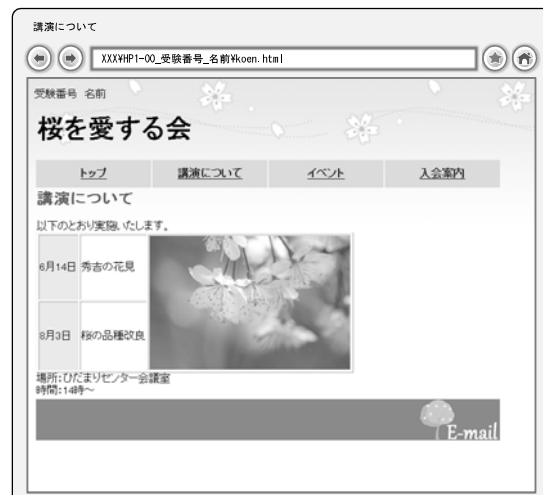 講演について
XXX¥HP1-00_受験番号_名前¥koen.html
受験番号 名前
桜を愛する会
トップ 講演について イベント 入会案内
講演について
以下のとおり実施いたします。
6月14日 秀吉の花見
8月3日 桜の品種改良
場所:ひだまりセンター会議室
時間:14時~
E-mail